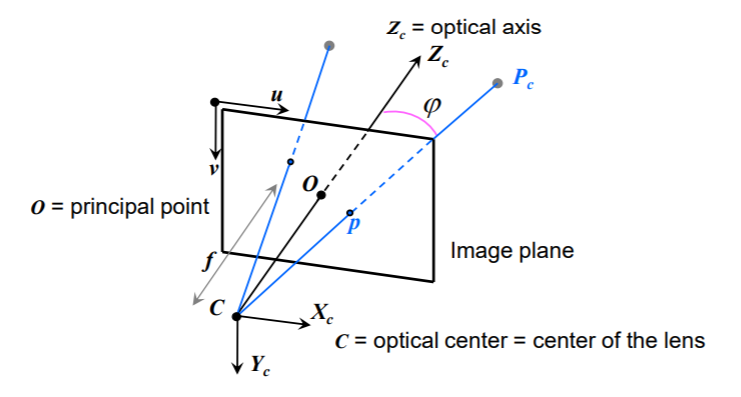 Z_c = optical axis
Z_c
P_c
u
φ
v
O
O = principal point
p
Image plane
f
C
X_c
C = optical center = center of the lens
Y_c